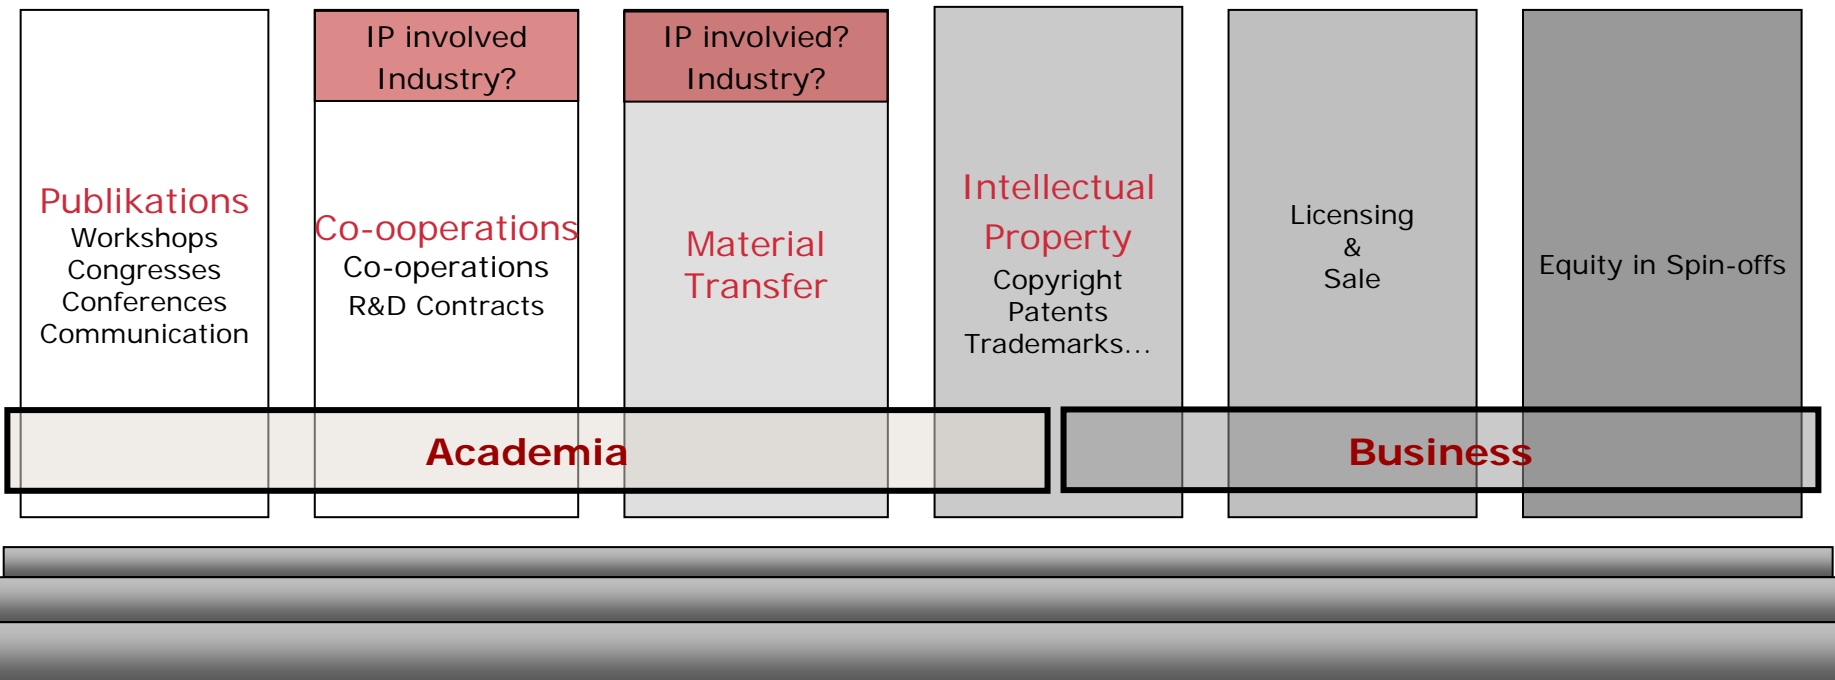 Publikations
Workshops
Congresses
Conferences
Communication
IP involved
Industry?
Co-ooperations
Co-operations
R&D Contracts
IP involvied?
Industry?
Material
Transfer
Intellectual
Property
Copyright
Patents
Trademarks...
Licensing
&
Sale
Equity in Spin-offs
Academia
Business